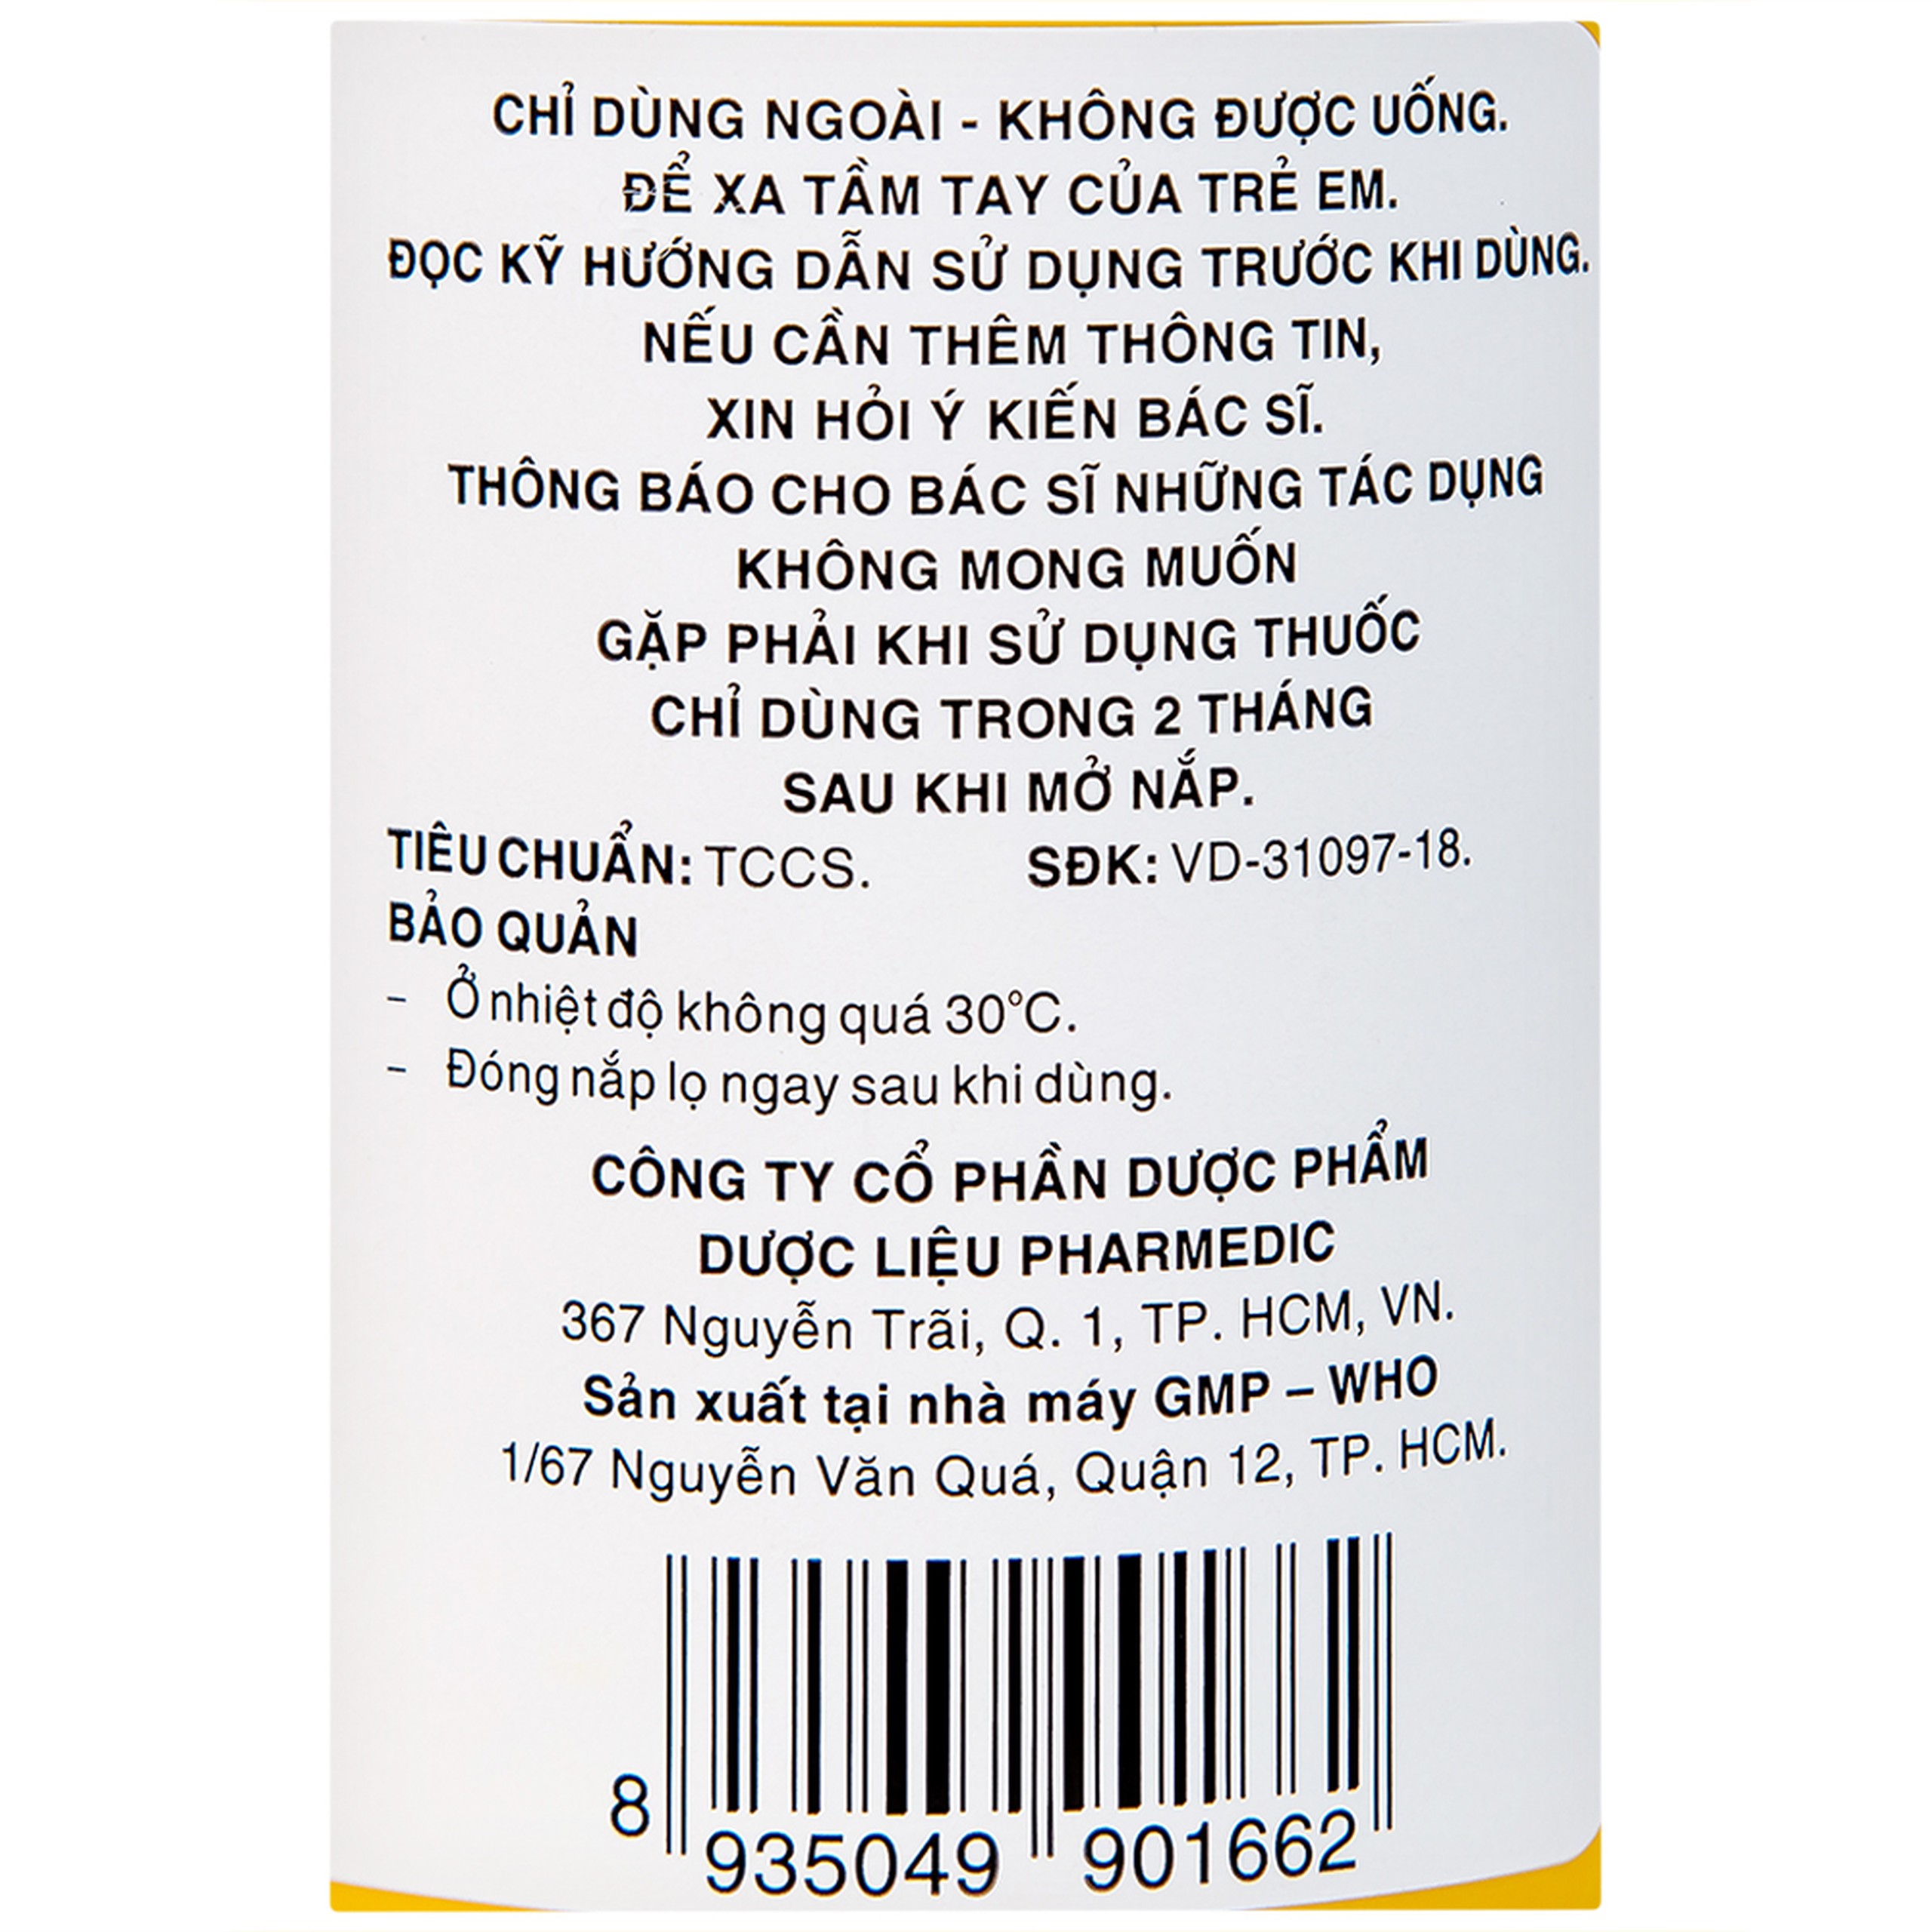 CHỈ DÙNG NGOÀI - KHÔNG ĐƯỢC UỐNG.
ĐỂ XA TẦM TAY CỦA TRẺ EM.
ĐỌC KỸ HƯỚNG DẪN SỬ DỤNG TRƯỚC KHI DÙNG.
NẾU CẦN THÊM THÔNG TIN,
XIN HỎI Ý KIẾN BÁC SĨ.
THÔNG BÁO CHO BÁC SĨ NHỮNG TÁC DỤNG
KHÔNG MONG MUỐN
GẶP PHẢI KHI SỬ DỤNG THUỐC
CHỈ DÙNG TRONG 2 THÁNG
SAU KHI MỞ NẮP.
TIÊU CHUẨN: TCCS. SĐK: VD-31097-18.
BẢO QUẢN
– Ở nhiệt độ không quá 30°C.
– Đóng nắp lọ ngay sau khi dùng.
CÔNG TY CỔ PHẦN DƯỢC PHẨM
DƯỢC LIỆU PHARMEDIC
367 Nguyễn Trãi, Q. 1, TP. HCM, VN.
Sản xuất tại nhà máy GMP – WHO
1/67 Nguyễn Văn Quá, Quận 12, TP. HCM.
8 935049 901662